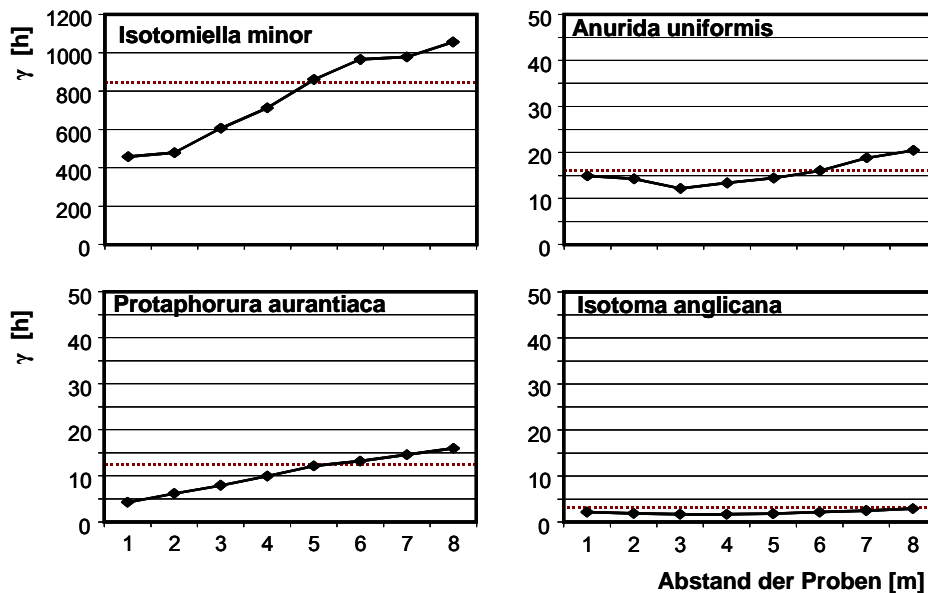 γ [h]
Isotomiella minor
1200
1000
800
600
400
200
0
Anurida uniformis
50
40
30
20
10
0
γ [h]
Protaphorura aurantiaca
50
40
30
20
10
0
1 2 3 4 5 6 7 8
Isotoma anglicana
50
40
30
20
10
0
1 2 3 4 5 6 7 8
Abstand der Proben [m]